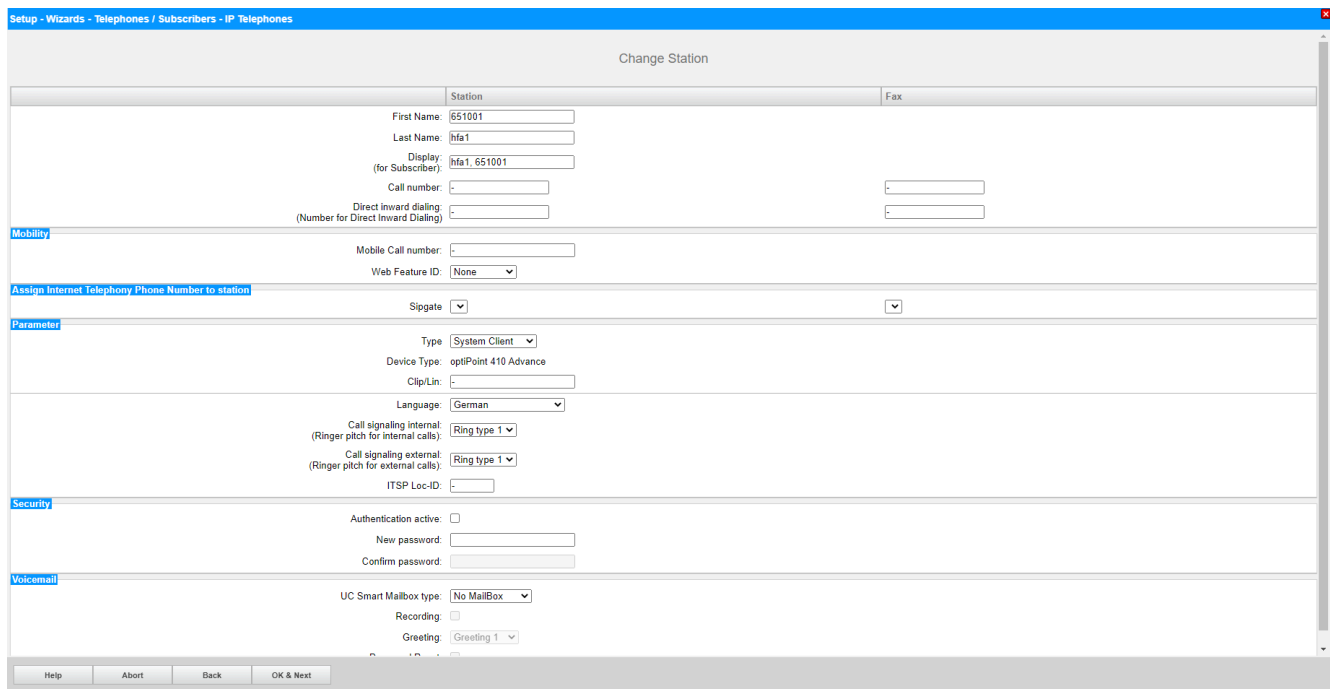 Setup - Wizards - Telephones / Subscribers - IP Telephones
Change Station
Station Fax
First Name: 651001
Last Name: hfa1
Display:
(for Subscriber): hfa1, 651001
Call number: - -
Direct inward dialing:
(Number for Direct Inward Dialing) - -
Mobility
Mobile Call number: -
Web Feature ID: None
Assign Internet Telephony Phone Number to station
Sipgate
Parameter
Type System Client
Device Type: optiPoint 410 Advance
Clip/Lin: -
Language: German
Call signaling internal:
(Ringer pitch for internal calls): Ring type 1
Call signaling external:
(Ringer pitch for external calls): Ring type 1
ITSP Loc-ID: -
Security
Authentication active:
New password:
Confirm password:
Voicemail
UC Smart Mailbox type: No MailBox
Recording:
Greeting: Greeting 1
Help Abort Back OK & Next